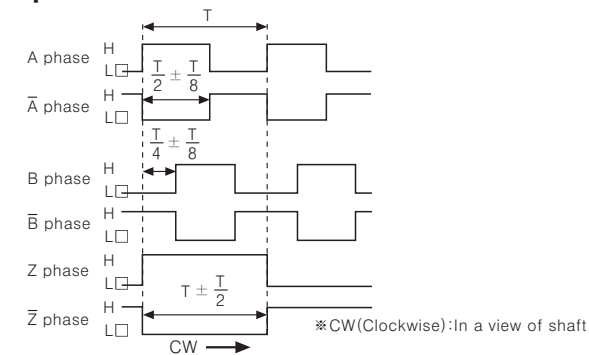 T
A phase H
L□
T/2 ± T/8
A̅ phase H
L□
T/4 ± T/8
B phase H
L□
B̅ phase H
L□
Z phase H
L□
T ± T/2
Z̅ phase H
L□
※CW(Clockwise):In a view of shaft
CW